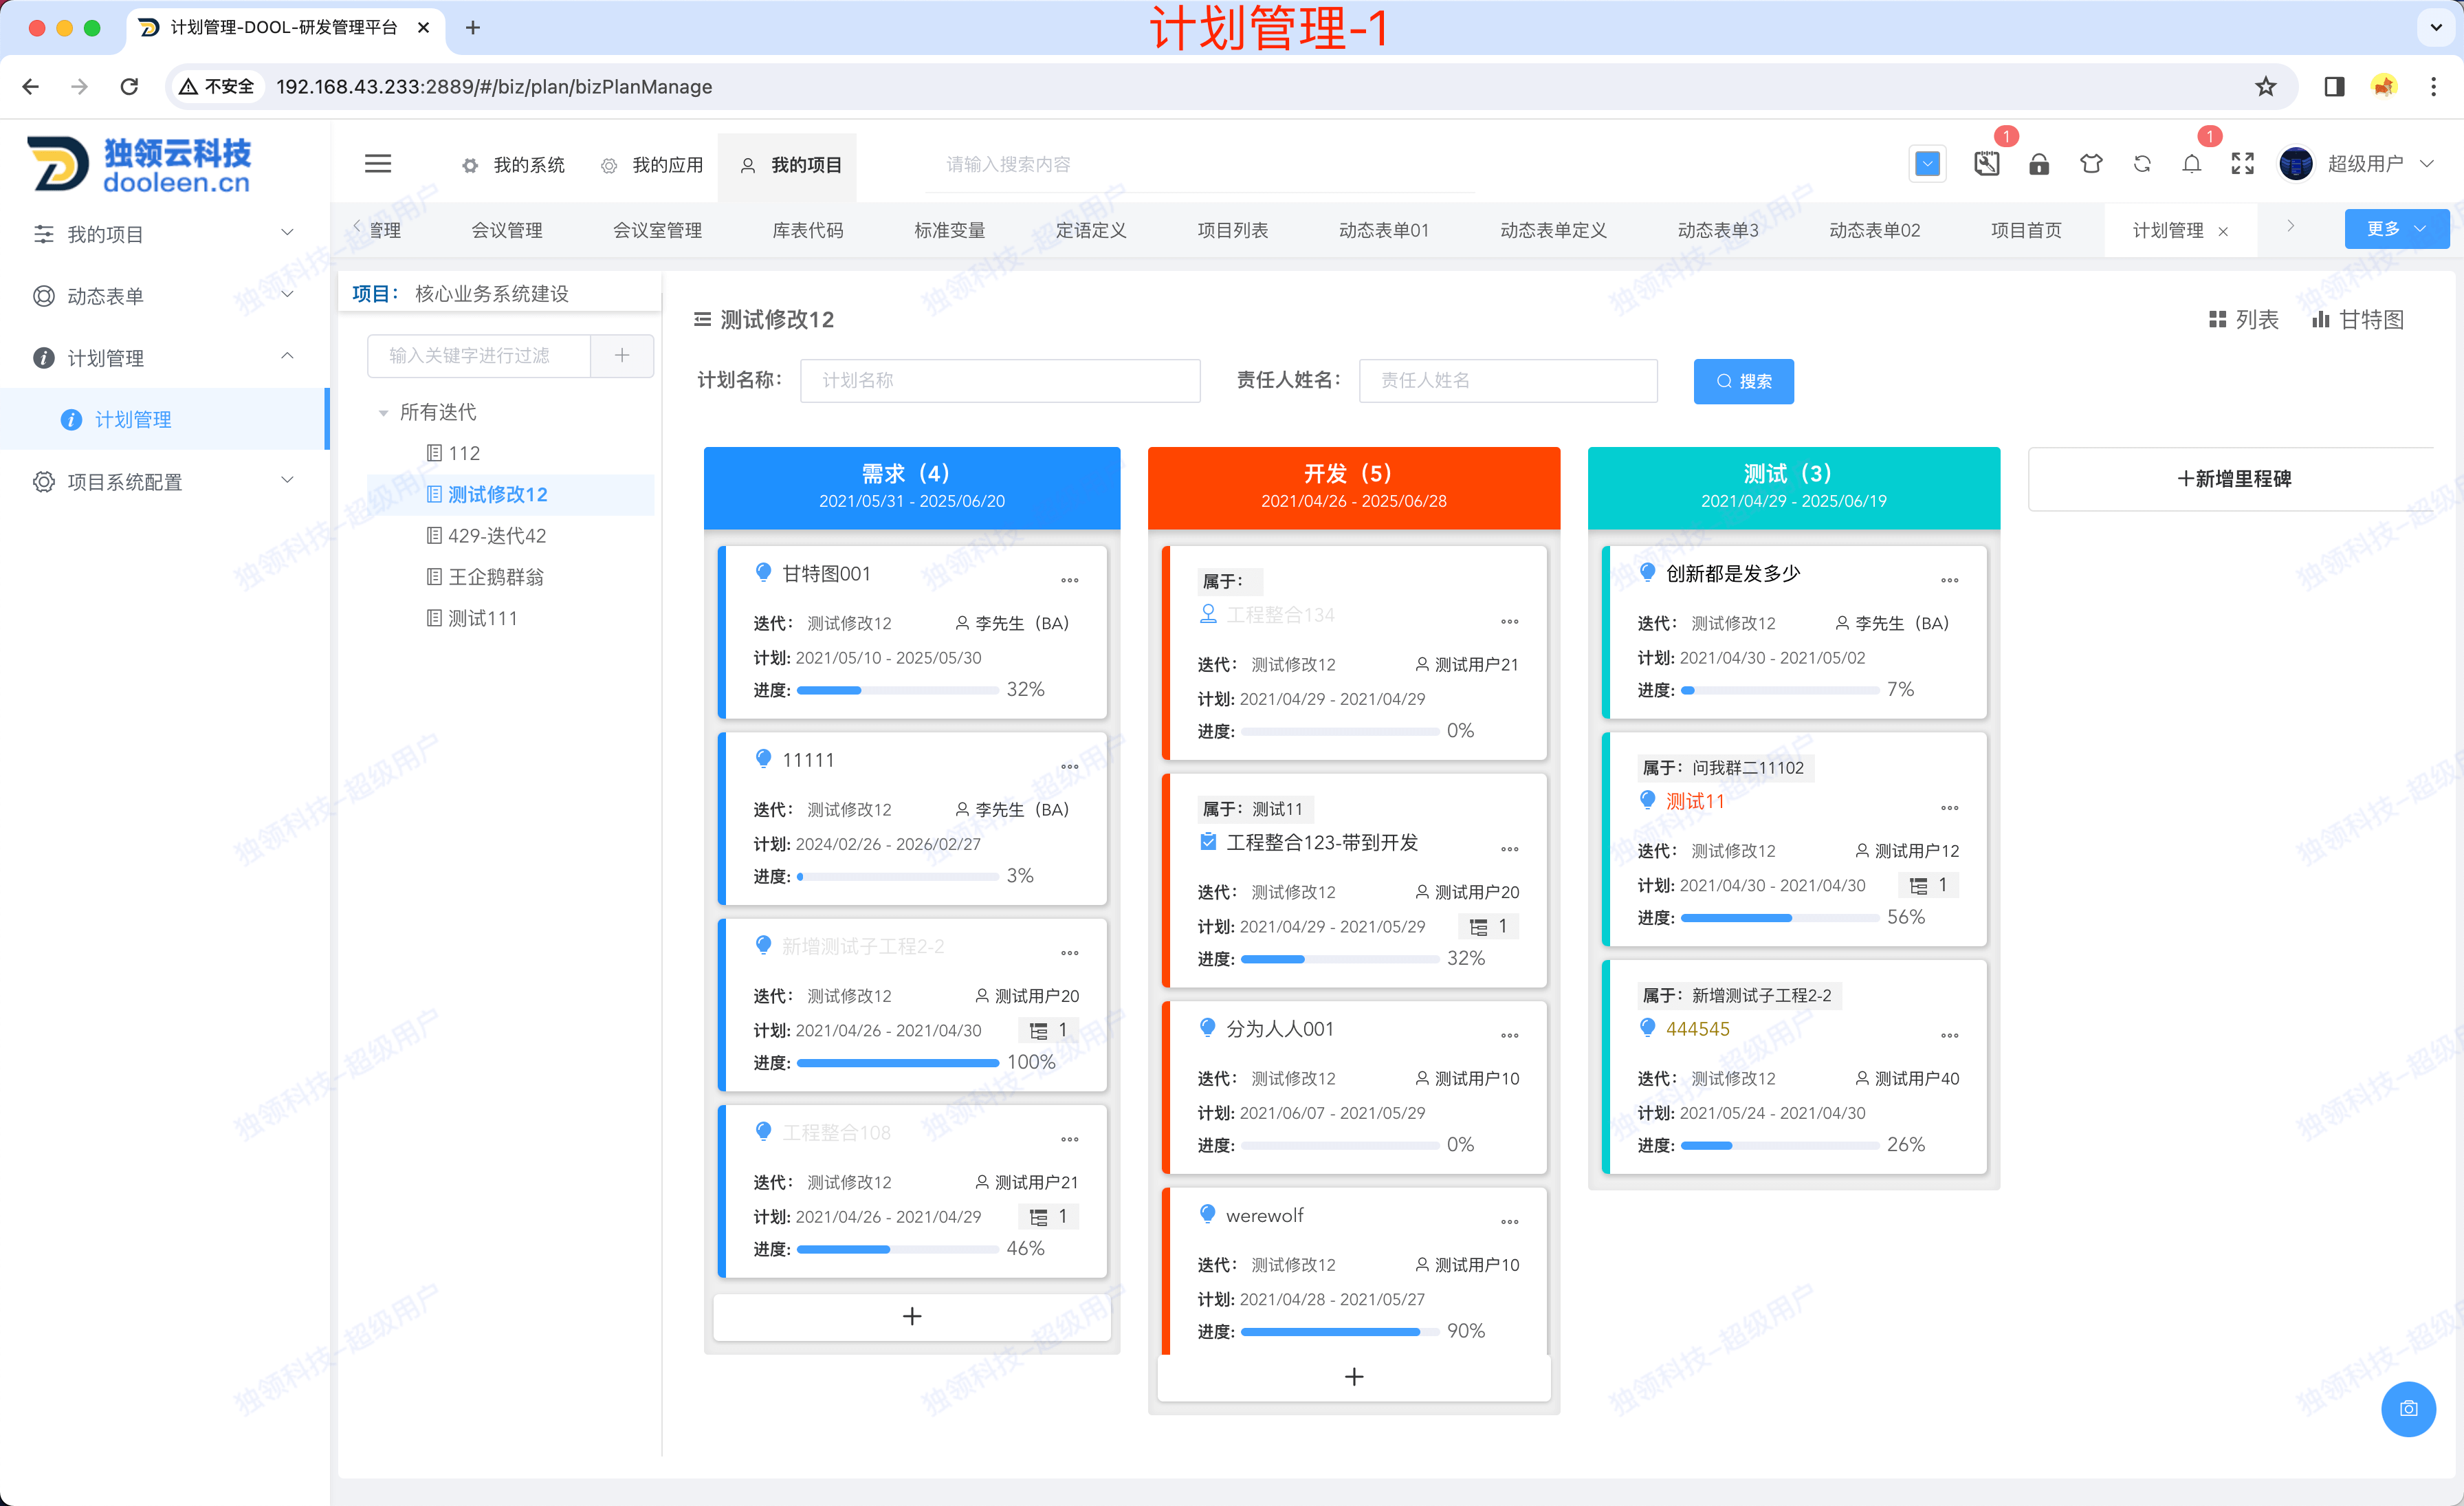 计划管理-DOOL-研发管理平台
计划管理-1
不安全 192.168.43.233:2889/#/biz/plan/bizPlanManage
独领云科技
dooleen.cn
我的系统 我的应用 我的项目 请输入搜索内容 1 1 超级用户
管理 会议管理 会议室管理 库表代码 标准变量 定语定义 项目列表 动态表单01 动态表单定义 动态表单3 动态表单02 项目首页 计划管理 更多
我的项目
动态表单
计划管理
计划管理
项目系统配置
项目： 核心业务系统建设
输入关键字进行过滤
所有迭代
112
测试修改12
429-迭代42
王企鹅群翁
测试111
测试修改12 列表 甘特图
计划名称： 计划名称 责任人姓名： 责任人姓名 搜索
需求（4）
2021/05/31 - 2025/06/20
甘特图001
迭代： 测试修改12 李先生（BA）
计划: 2021/05/10 - 2025/05/30
进度: 32%
11111
迭代： 测试修改12 李先生（BA）
计划: 2024/02/26 - 2026/02/27
进度: 3%
新增测试子工程2-2
迭代： 测试修改12 测试用户20
计划: 2021/04/26 - 2021/04/30 1
进度: 100%
工程整合108
迭代： 测试修改12 测试用户21
计划: 2021/04/26 - 2021/04/29 1
进度: 46%
+
开发（5）
2021/04/26 - 2025/06/28
属于：
工程整合134
迭代： 测试修改12 测试用户21
计划: 2021/04/29 - 2021/04/29
进度: 0%
属于： 测试11
工程整合123-带到开发
迭代： 测试修改12 测试用户20
计划: 2021/04/29 - 2021/05/29 1
进度: 32%
分为人人001
迭代： 测试修改12 测试用户10
计划: 2021/06/07 - 2021/05/29
进度: 0%
werewolf
迭代： 测试修改12 测试用户10
计划: 2021/04/28 - 2021/05/27
进度: 90%
+
测试（3）
2021/04/29 - 2025/06/19
创新都是发多少
迭代： 测试修改12 李先生（BA）
计划: 2021/04/30 - 2021/05/02
进度: 7%
属于： 问我群二11102
测试11
迭代： 测试修改12 测试用户12
计划: 2021/04/30 - 2021/04/30 1
进度: 56%
属于： 新增测试子工程2-2
444545
迭代： 测试修改12 测试用户40
计划: 2021/05/24 - 2021/04/30
进度: 26%
+新增里程碑
独领科技-超级用户